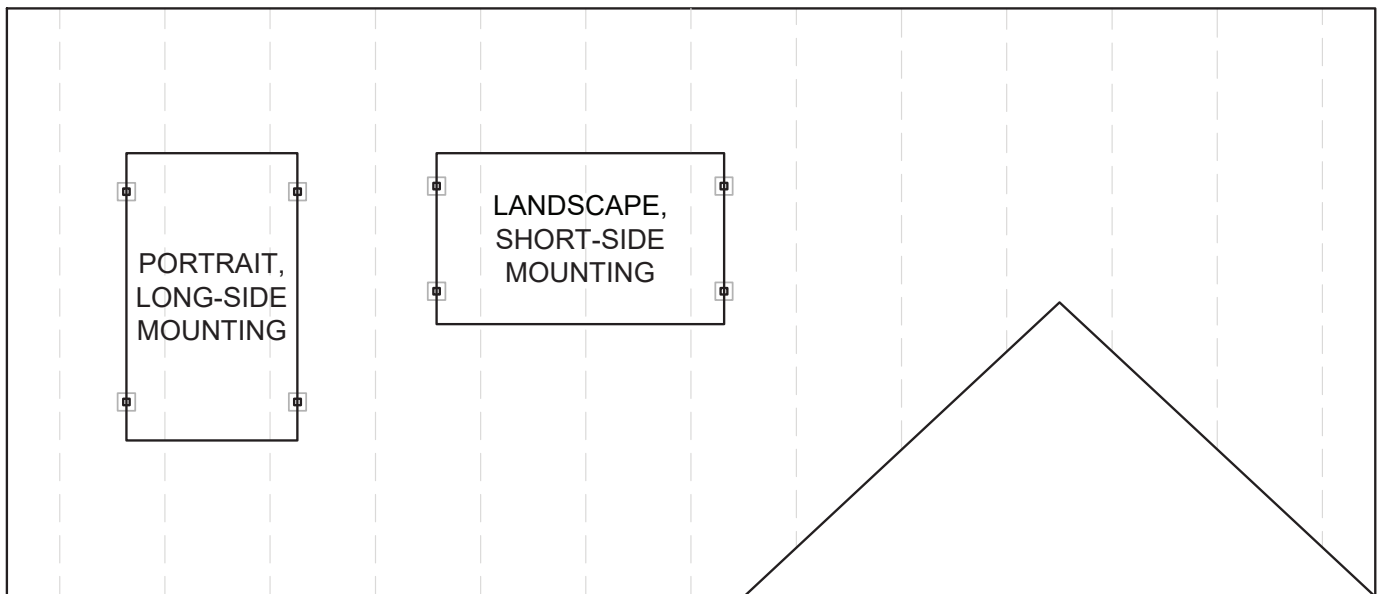 PORTRAIT,
LONG-SIDE
MOUNTING
LANDSCAPE,
SHORT-SIDE
MOUNTING